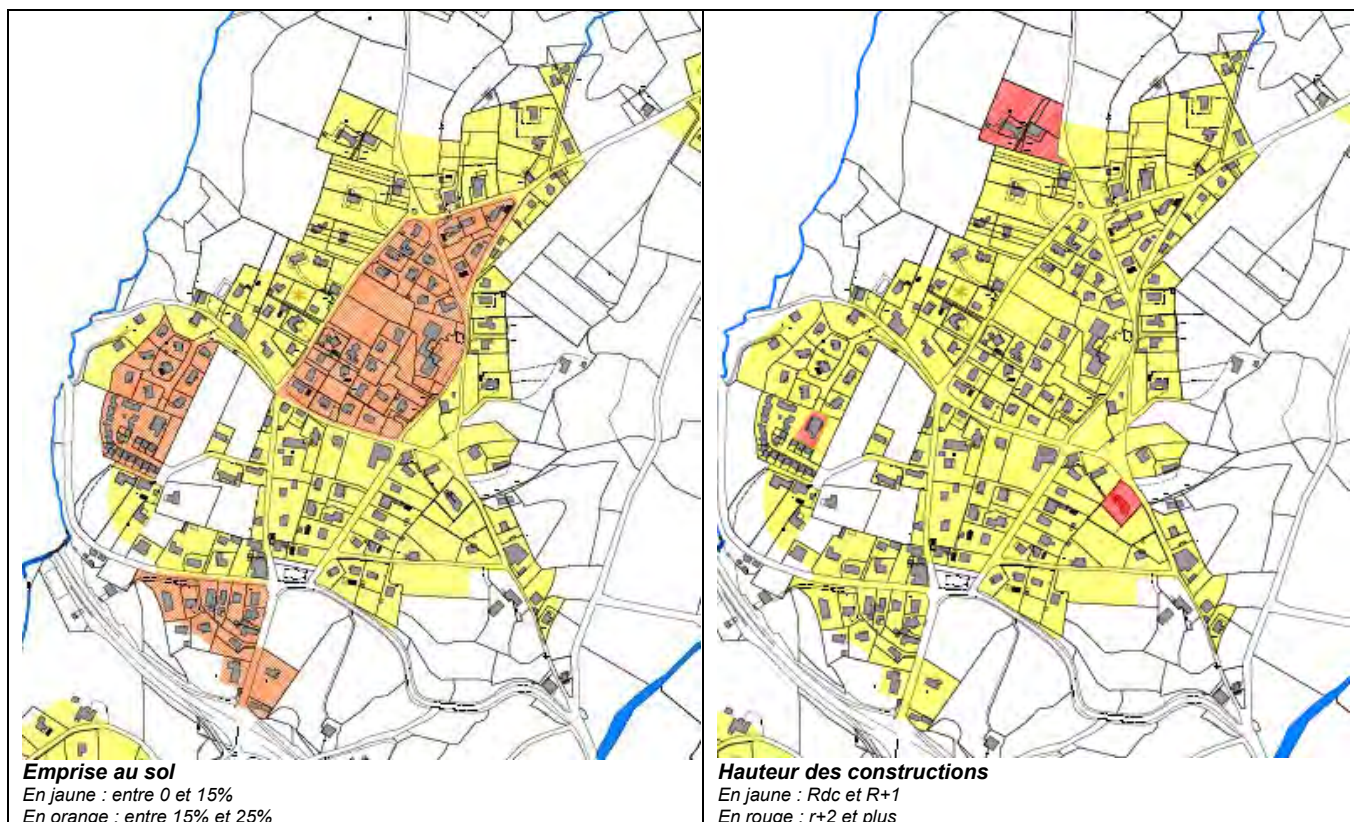 Emprise au sol
En jaune : entre 0 et 15%
En orange : entre 15% et 25%
Hauteur des constructions
En jaune : Rdc et R+1
En rouge : r+2 et plus